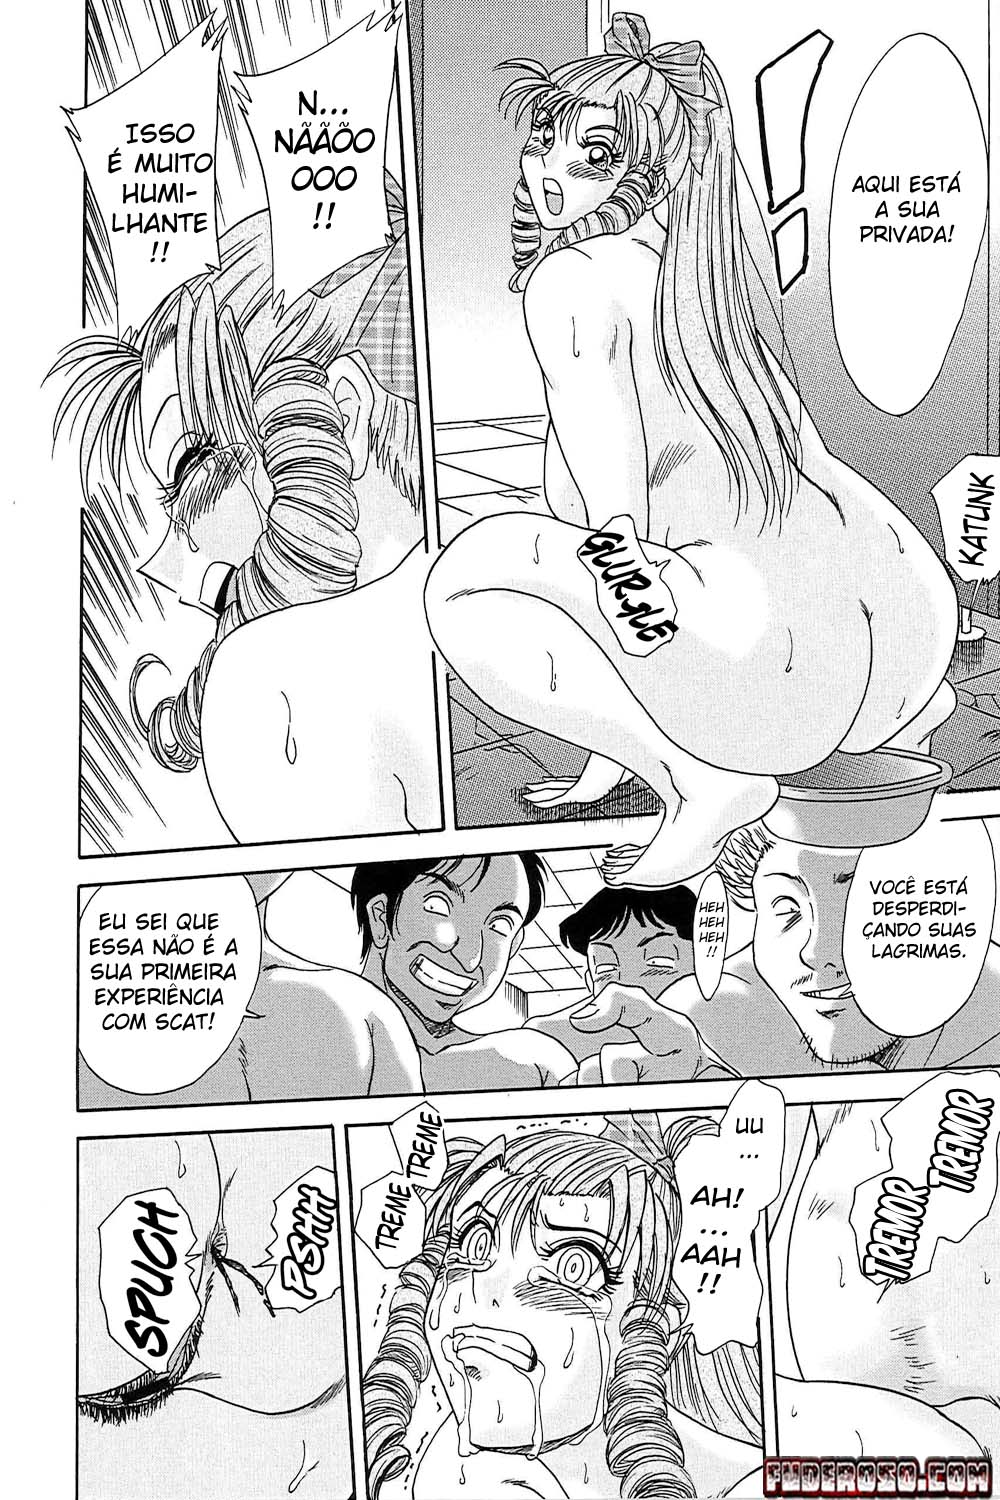 AQUI ESTÁ
A SUA
PRIVADA!
KATUNK
GLURGLE
N...
NÃÃÕO
OOO
!!
ISSO
É MUITO
HUMI-
LHANTE
!!
VOCÊ ESTÁ
DESPERDI-
ÇANDO SUAS
LAGRIMAS.
HEH
HEH
HEH
!!
EU SEI QUE
ESSA NÃO É A
SUA PRIMEIRA
EXPERIÊNCIA
COM SCAT!
TREMOR
TREMOR
UU
...
AH!
...
AAH
!!
TREME TREME
PSHH
SPUCH
FUDEROSO.COM